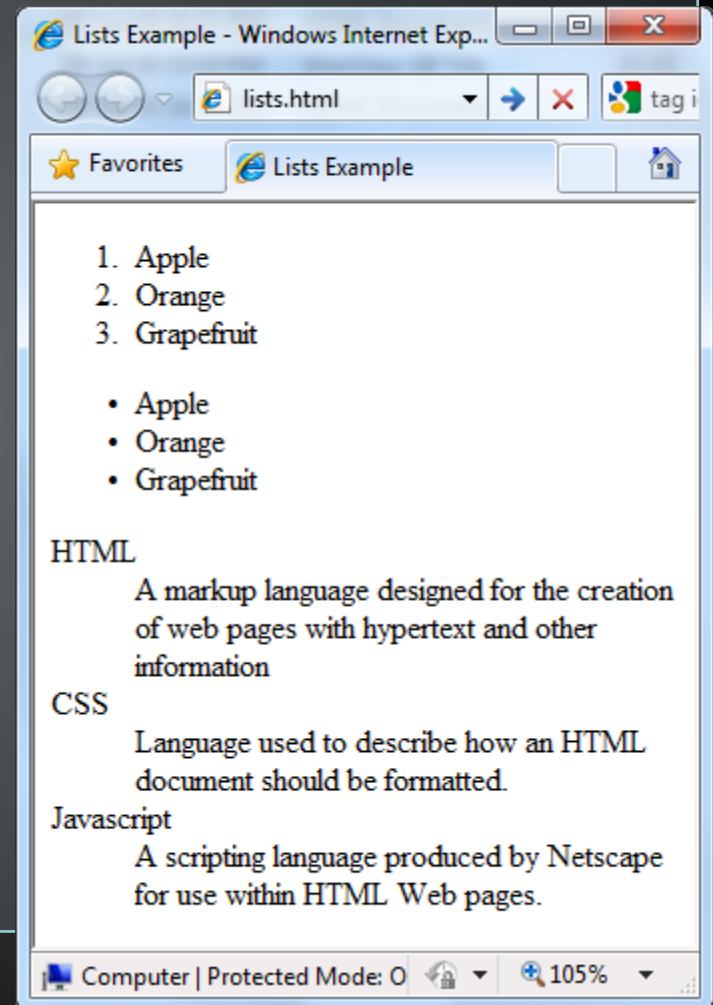 Lists Example - Windows Internet Exp...
lists.html
tag i
Favorites
Lists Example
1. Apple
2. Orange
3. Grapefruit
• Apple
• Orange
• Grapefruit
HTML
A markup language designed for the creation
of web pages with hypertext and other
information
CSS
Language used to describe how an HTML
document should be formatted.
Javascript
A scripting language produced by Netscape
for use within HTML Web pages.
Computer | Protected Mode: O
105%